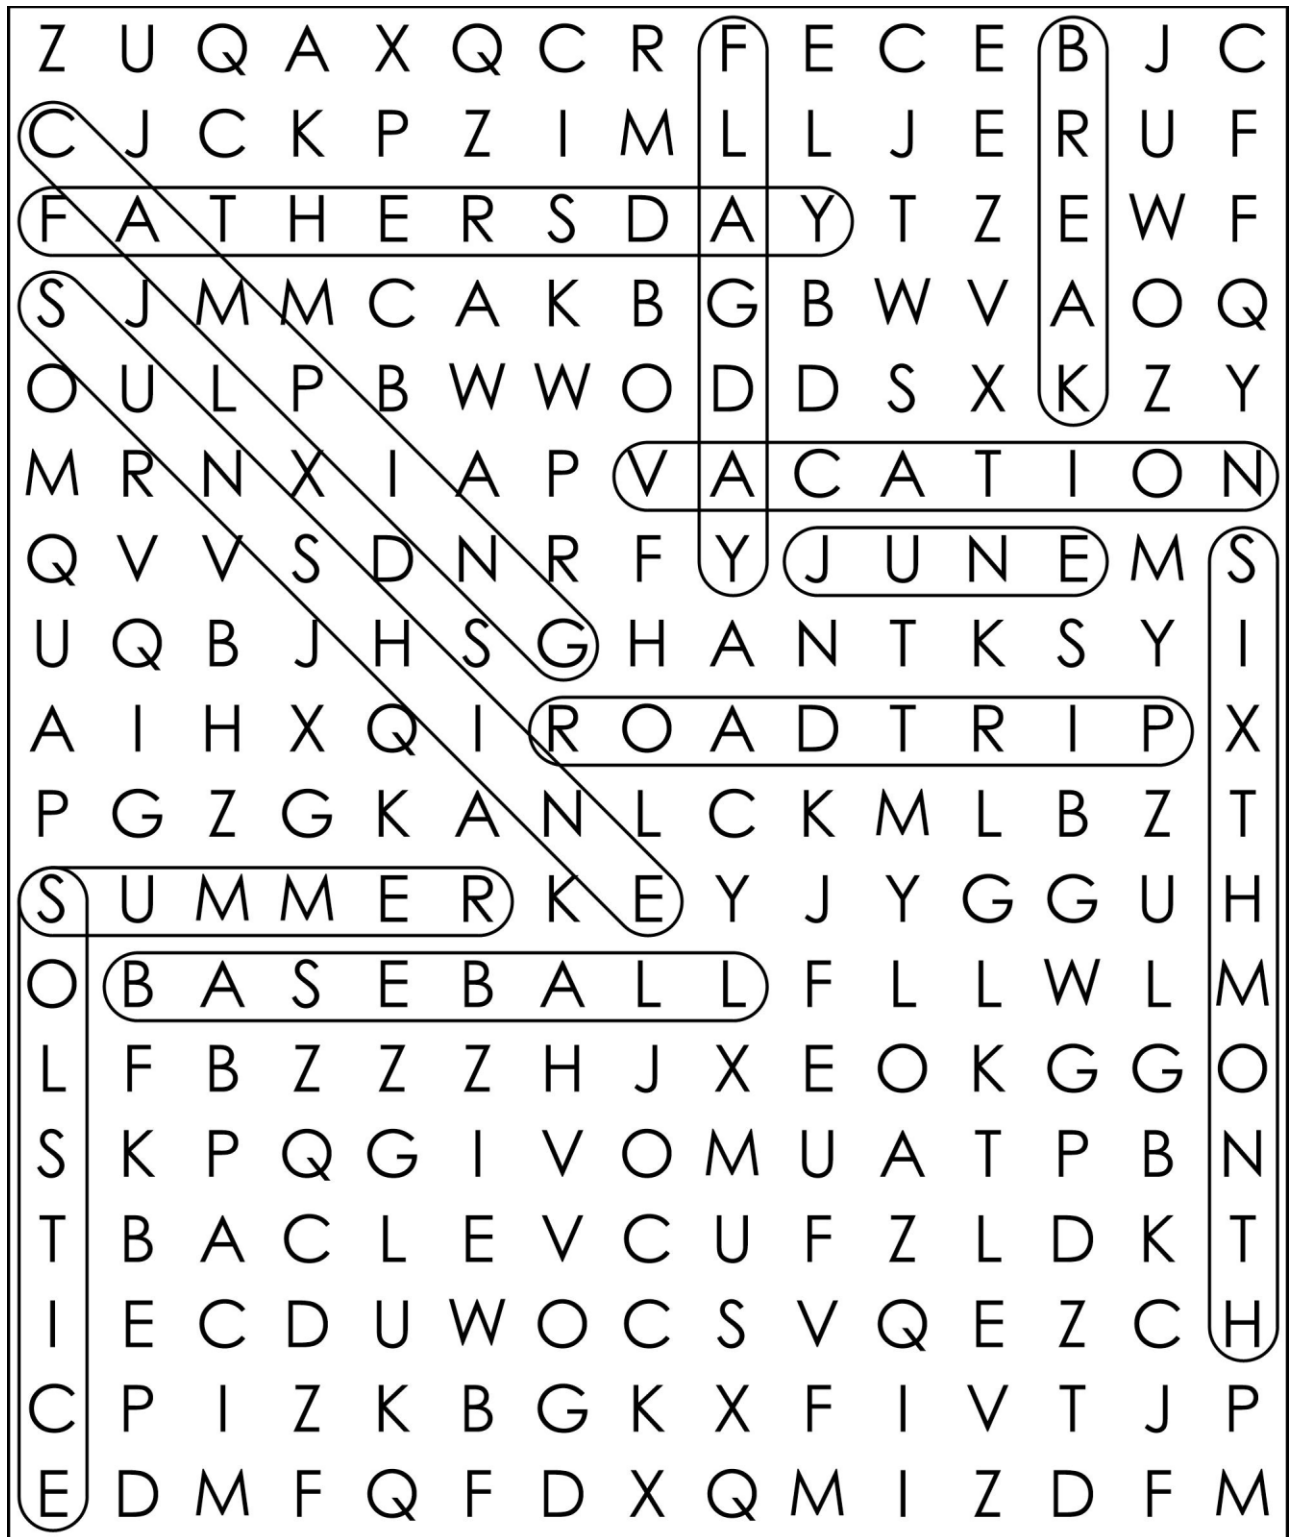 Z U Q A X Q C R F E C E B J C
C J C K P Z I M L L J E R U F
F A T H E R S D A Y T Z E W F
S J M M C A K B G B W V A O Q
O U L P B W W O D D S X K Z Y
M R N X I A P V A C A T I O N
Q V V S D N R F Y J U N E M S
U Q B J H S G H A N T K S Y I
A I H X Q I R O A D T R I P X
P G Z G K A N L C K M L B Z T
S U M M E R K E Y J Y G G U H
O B A S E B A L L F L L W L M
L F B Z Z Z H J X E O K G G O
S K P Q G I V O M U A T P B N
T B A C L E V C U F Z L D K T
I E C D U W O C S V Q E Z C H
C P I Z K B G K X F I V T J P
E D M F Q F D X Q M I Z D F M